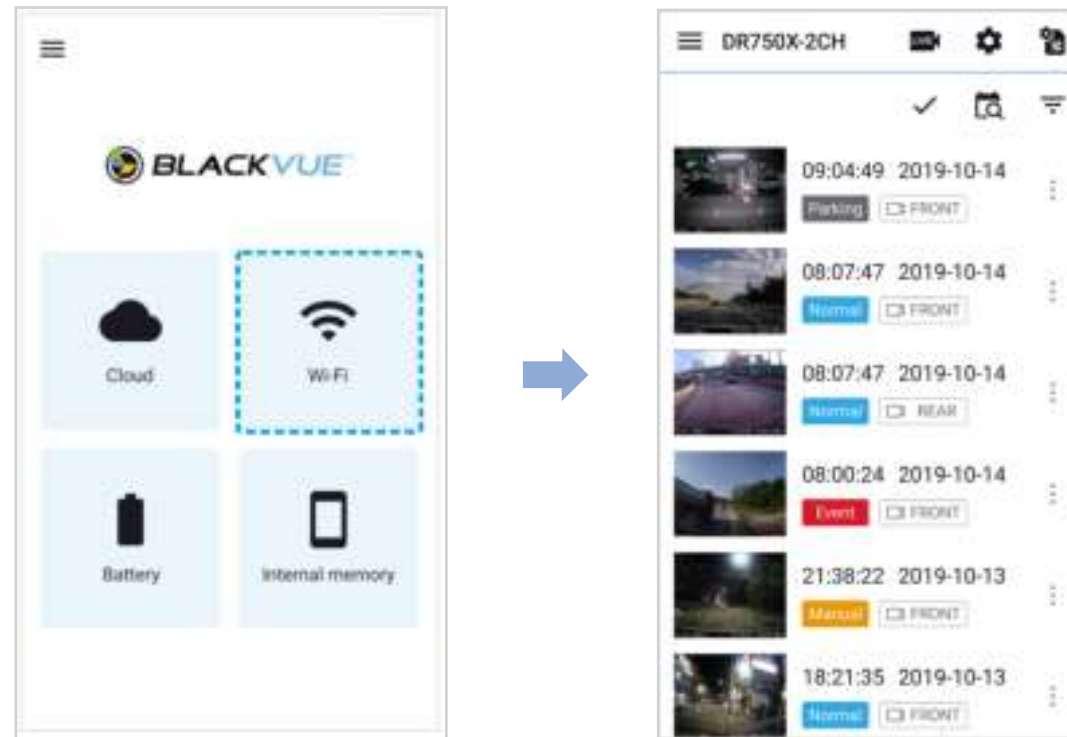 BLACKVUE
Cloud
Wi-Fi
Battery
Internal memory
DR750X-2CH
09:04:49 2019-10-14
Parking FRONT
08:07:47 2019-10-14
Normal FRONT
08:07:47 2019-10-14
Normal REAR
08:00:24 2019-10-14
Event FRONT
21:38:22 2019-10-13
Manual FRONT
18:21:35 2019-10-13
Normal FRONT